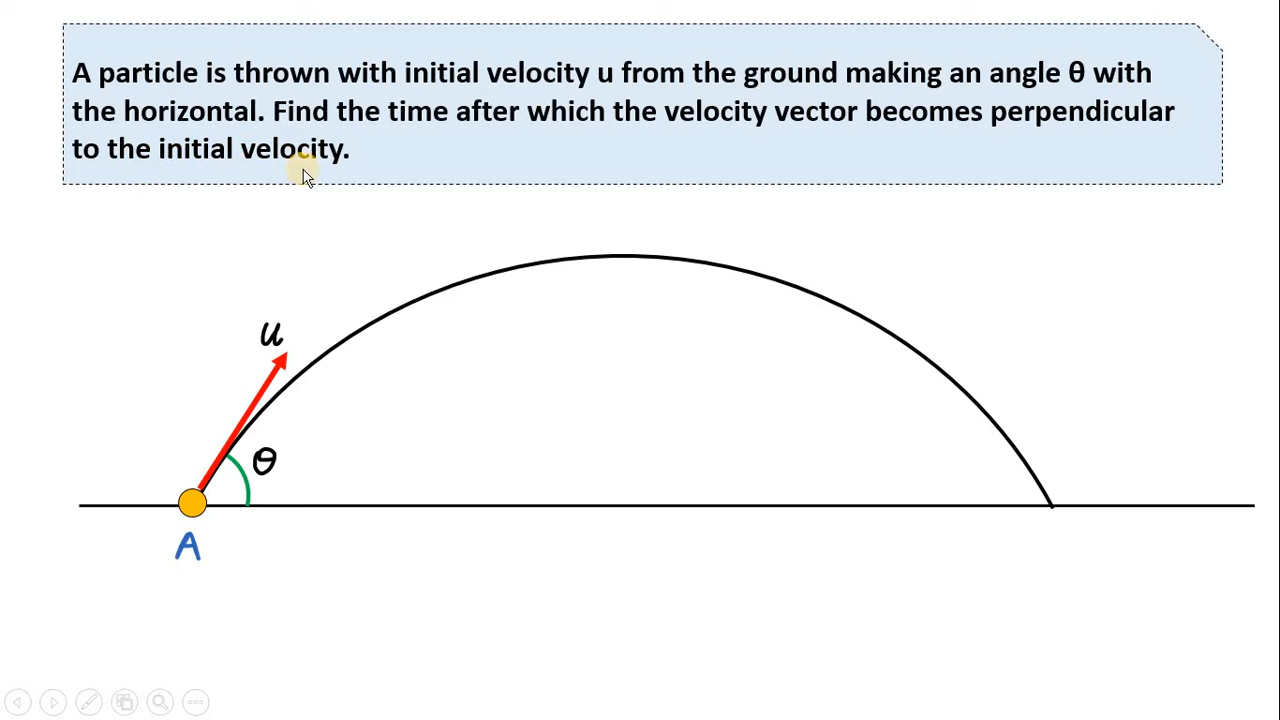 A particle is thrown with initial velocity u from the ground making an angle θ with
the horizontal. Find the time after which the velocity vector becomes perpendicular
to the initial velocity.
u
θ
A